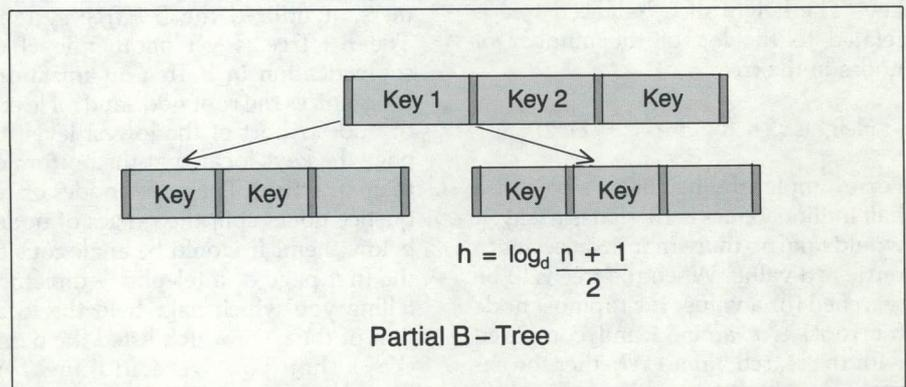 Key 1 Key 2 Key
Key Key Key Key
h = log_d n + 1
2
Partial B – Tree